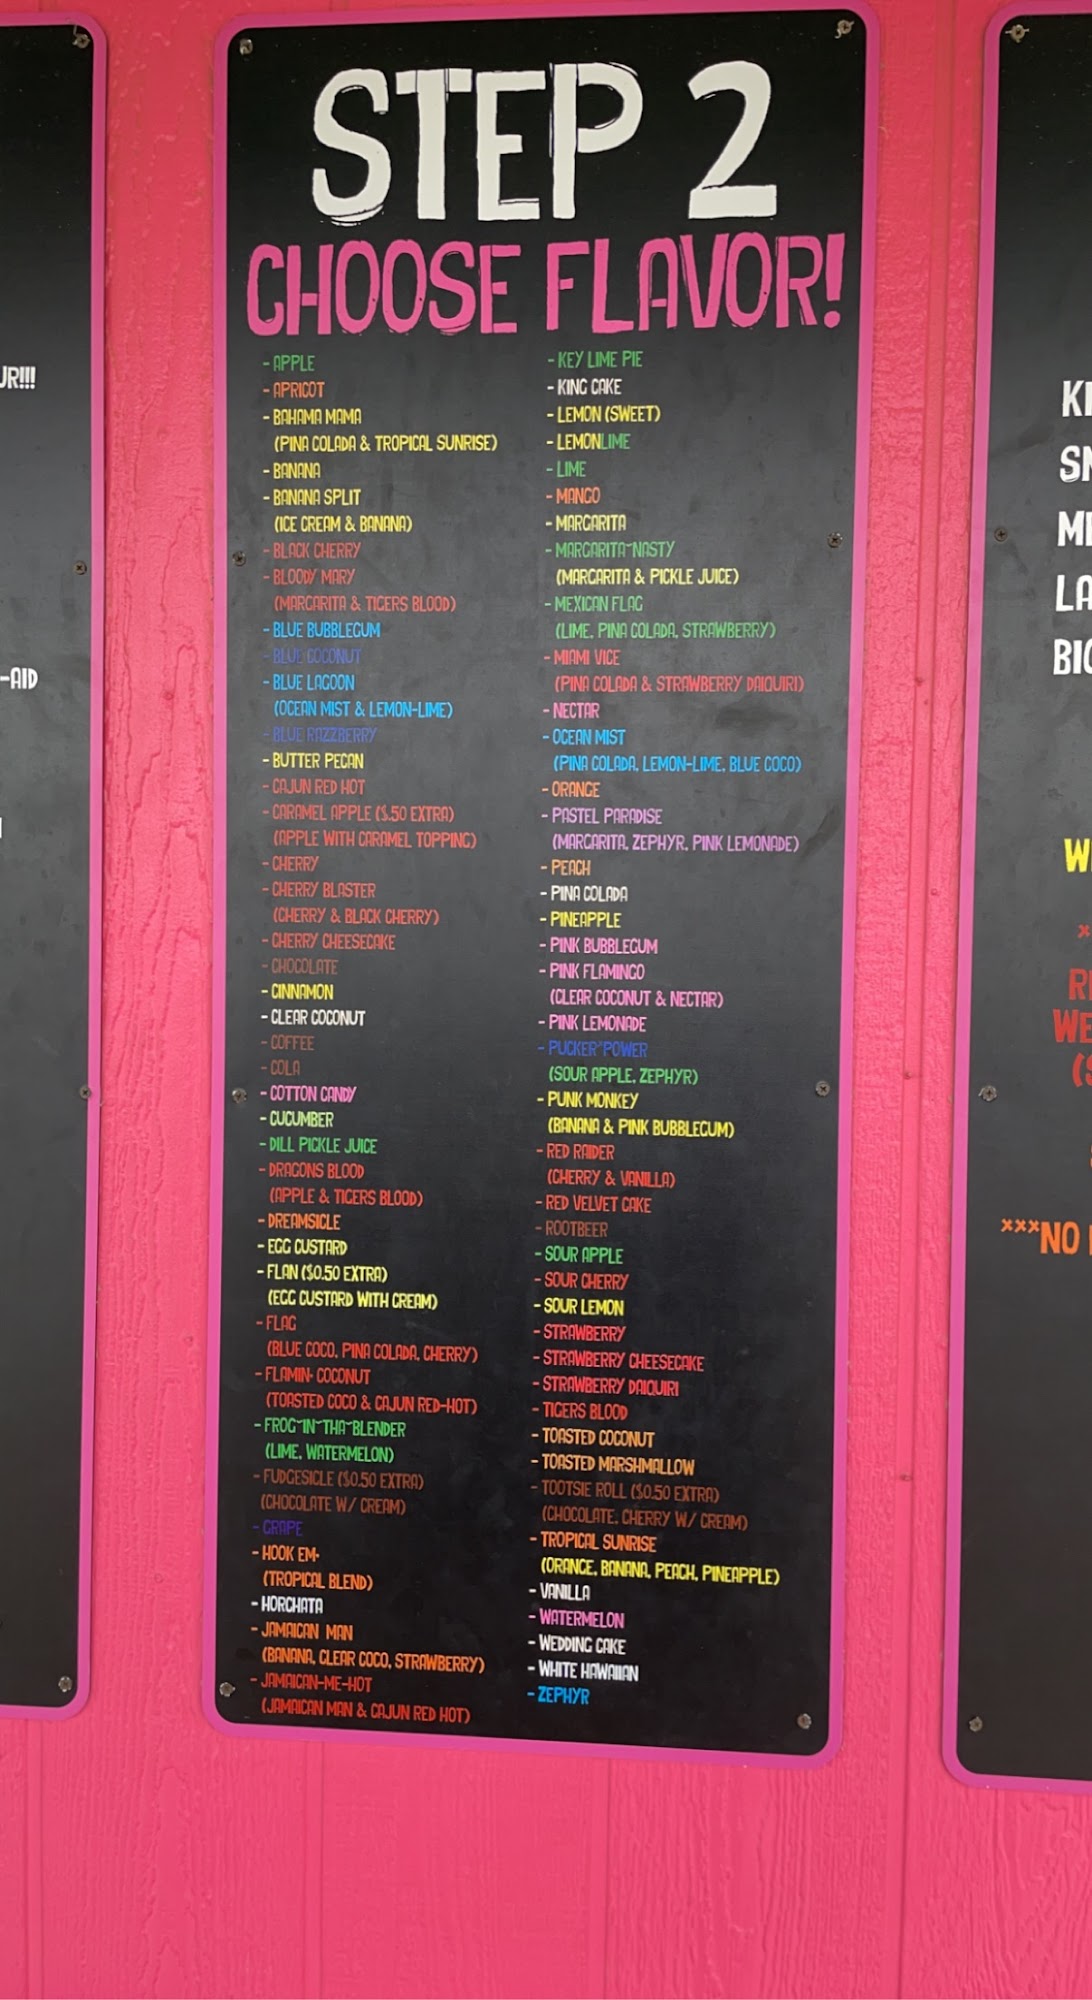 STEP 2
CHOOSE FLAVOR!
- APPLE
- APRICOT
- BAHAMA MAMA
(PINA COLADA & TROPICAL SUNRISE)
- BANANA
- BANANA SPLIT
(ICE CREAM & BANANA)
- BLACK CHERRY
- BLOODY MARY
(MARGARITA & TIGERS BLOOD)
- BLUE BUBBLEGUM
- BLUE COCONUT
- BLUE LAGOON
(OCEAN MIST & LEMON-LIME)
- BLUE RAZZBERRY
- BUTTER PECAN
- CAJUN RED HOT
- CARAMEL APPLE ($.50 EXTRA)
(APPLE WITH CARAMEL TOPPING)
- CHERRY
- CHERRY BLASTER
(CHERRY & BLACK CHERRY)
- CHERRY CHEESECAKE
- CHOCOLATE
- CINNAMON
- CLEAR COCONUT
- COFFEE
- COLA
- COTTON CANDY
- CUCUMBER
- DILL PICKLE JUICE
- DRAGONS BLOOD
(APPLE & TIGERS BLOOD)
- DREAMSICLE
- EGG CUSTARD
- FLAN ($0.50 EXTRA)
(EGG CUSTARD WITH CREAM)
- FLAG
(BLUE COCO, PINA COLADA, CHERRY)
- FLAMIN· COCONUT
(TOASTED COCO & CAJUN RED-HOT)
- FROG~IN~THA~BLENDER
(LIME, WATERMELON)
- FUDGESICLE ($0.50 EXTRA)
(CHOCOLATE W/ CREAM)
- GRAPE
- HOOK EM·
(TROPICAL BLEND)
- HORCHATA
- JAMAICAN MAN
(BANANA, CLEAR COCO, STRAWBERRY)
- JAMAICAN-ME-HOT
(JAMAICAN MAN & CAJUN RED HOT)
- KEY LIME PIE
- KING CAKE
- LEMON (SWEET)
- LEMONLIME
- LIME
- MANGO
- MARGARITA
- MARGARITA~NASTY
(MARGARITA & PICKLE JUICE)
- MEXICAN FLAG
(LIME, PINA COLADA, STRAWBERRY)
- MIAMI VICE
(PINA COLADA & STRAWBERRY DAIQUIRI)
- NECTAR
- OCEAN MIST
(PINA COLADA, LEMON-LIME, BLUE COCO)
- ORANGE
- PASTEL PARADISE
(MARGARITA, ZEPHYR, PINK LEMONADE)
- PEACH
- PINA COLADA
- PINEAPPLE
- PINK BUBBLEGUM
- PINK FLAMINGO
(CLEAR COCONUT & NECTAR)
- PINK LEMONADE
- PUCKER*POWER
(SOUR APPLE, ZEPHYR)
- PUNK MONKEY
(BANANA & PINK BUBBLEGUM)
- RED RAIDER
(CHERRY & VANILLA)
- RED VELVET CAKE
- ROOTBEER
- SOUR APPLE
- SOUR CHERRY
- SOUR LEMON
- STRAWBERRY
- STRAWBERRY CHEESECAKE
- STRAWBERRY DAIQUIRI
- TIGERS BLOOD
- TOASTED COCONUT
- TOASTED MARSHMALLOW
- TOOTSIE ROLL ($0.50 EXTRA)
(CHOCOLATE, CHERRY W/ CREAM)
- TROPICAL SUNRISE
(ORANGE, BANANA, PEACH, PINEAPPLE)
- VANILLA
- WATERMELON
- WEDDING CAKE
- WHITE HAWAIIAN
- ZEPHYR
***NO